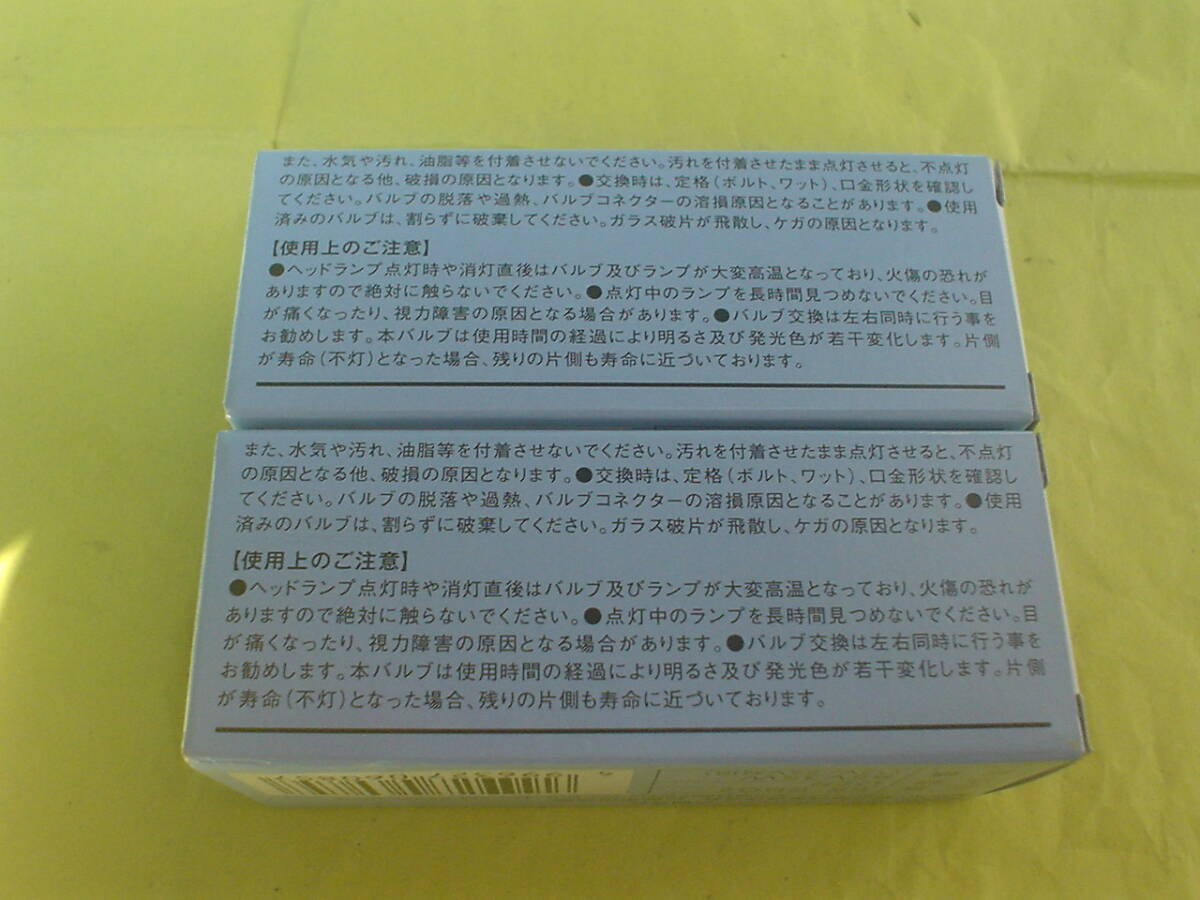 また、水気や汚れ、油脂等を付着させないでください。汚れを付着させたまま点灯させると、不点灯
の原因となる他、破損の原因となります。●交換時は、定格(ボルト、ワット)、口金形状を確認し
てください。バルブの脱落や過熱、バルブコネクターの溶損原因となることがあります。●使用
済みのバルブは、割らずに破棄してください。ガラス破片が飛散し、ケガの原因となります。
【使用上のご注意】
●ヘッドランプ点灯時や消灯直後はバルブ及びランプが大変高温となっており、火傷の恐れが
ありますので絶対に触らないでください。●点灯中のランプを長時間見つめないでください。目
が痛くなったり、視力障害の原因となる場合があります。●バルブ交換は左右同時に行う事を
お勧めします。本バルブは使用時間の経過により明るさ及び発光色が若干変化します。片側
が寿命(不灯)となった場合、残りの片側も寿命に近づいております。
また、水気や汚れ、油脂等を付着させないでください。汚れを付着させたまま点灯させると、不点灯
の原因となる他、破損の原因となります。●交換時は、定格(ボルト、ワット)、口金形状を確認し
てください。バルブの脱落や過熱、バルブコネクターの溶損原因となることがあります。●使用
済みのバルブは、割らずに破棄してください。ガラス破片が飛散し、ケガの原因となります。
【使用上のご注意】
●ヘッドランプ点灯時や消灯直後はバルブ及びランプが大変高温となっており、火傷の恐れが
ありますので絶対に触らないでください。●点灯中のランプを長時間見つめないでください。目
が痛くなったり、視力障害の原因となる場合があります。●バルブ交換は左右同時に行う事を
お勧めします。本バルブは使用時間の経過により明るさ及び発光色が若干変化します。片側
が寿命(不灯)となった場合、残りの片側も寿命に近づいております。